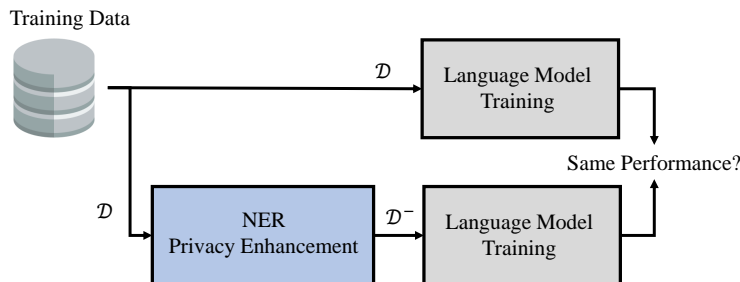 Training Data
𝒟
Language Model
Training
Same Performance?
𝒟
NER
Privacy Enhancement
𝒟⁻
Language Model
Training